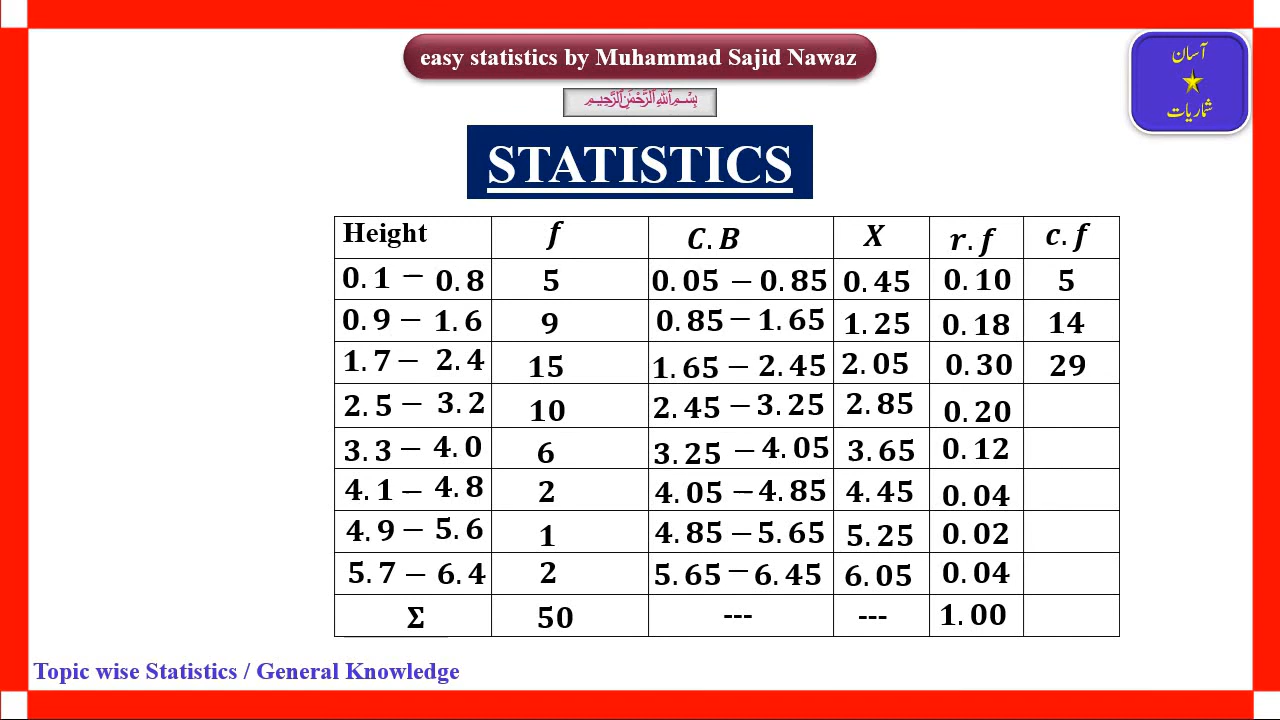 easy statistics by Muhammad Sajid Nawaz
آسان
شماریات
بِسْمِ اللهِ الرَّحْمٰنِ الرَّحِيْمِ
STATISTICS
Height f C.B X r.f c.f
0.1 – 0.8 5 0.05 – 0.85 0.45 0.10 5
0.9 – 1.6 9 0.85 – 1.65 1.25 0.18 14
1.7 – 2.4 15 1.65 – 2.45 2.05 0.30 29
2.5 – 3.2 10 2.45 – 3.25 2.85 0.20
3.3 – 4.0 6 3.25 – 4.05 3.65 0.12
4.1 – 4.8 2 4.05 – 4.85 4.45 0.04
4.9 – 5.6 1 4.85 – 5.65 5.25 0.02
5.7 – 6.4 2 5.65 – 6.45 6.05 0.04
Σ 50 --- --- 1.00
Topic wise Statistics / General Knowledge